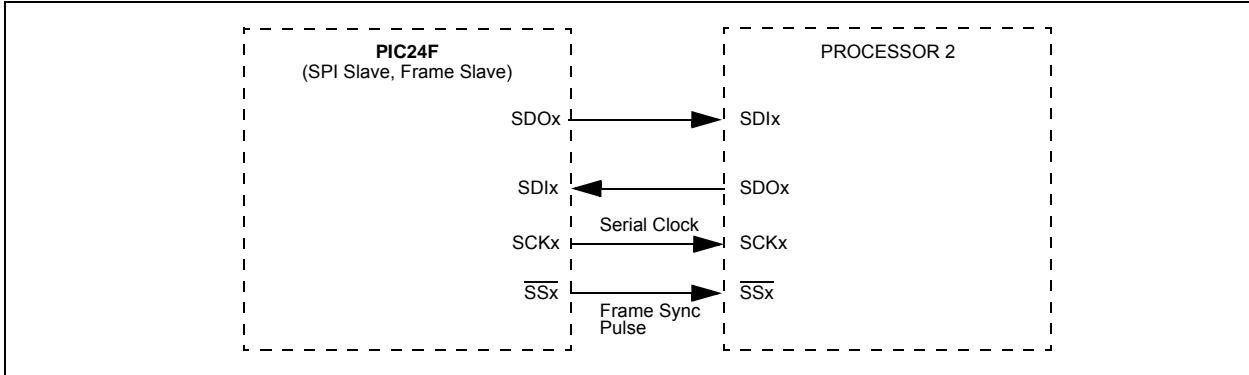 PIC24F
(SPI Slave, Frame Slave)
PROCESSOR 2
SDOx
SDIx
SDIx
SDOx
Serial Clock
SCKx
SCKx
SSx
SSx
Frame Sync
Pulse